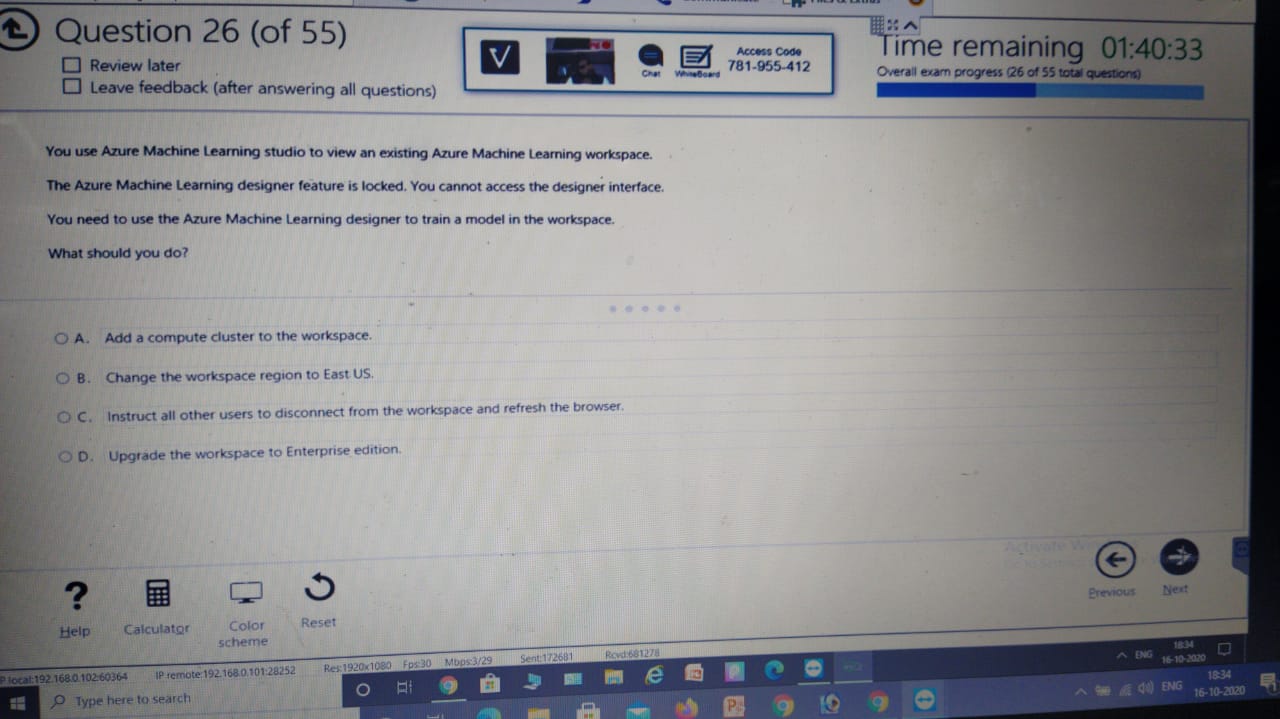 Question 26 (of 55)
Review later
Leave feedback (after answering all questions)
V
Chat
WhiteBoard
Access Code
781-955-412
Time remaining 01:40:33
Overall exam progress (26 of 55 total questions)
You use Azure Machine Learning studio to view an existing Azure Machine Learning workspace.
The Azure Machine Learning designer feature is locked. You cannot access the designer interface.
You need to use the Azure Machine Learning designer to train a model in the workspace.
What should you do?
A. Add a compute cluster to the workspace.
B. Change the workspace region to East US.
C. Instruct all other users to disconnect from the workspace and refresh the browser.
D. Upgrade the workspace to Enterprise edition.
Activate
Previous
Next
?
Help
Calculator
Color
scheme
Reset
P local:192.168.0.102:60364 IP remote:192.168.0.101:28252 Res:1920x1080 Fps:30 Mbps:3/29 Sent:172681 Rcvd:681278
ENG
18:34
16-10-2020
Type here to search
ENG
18:34
16-10-2020